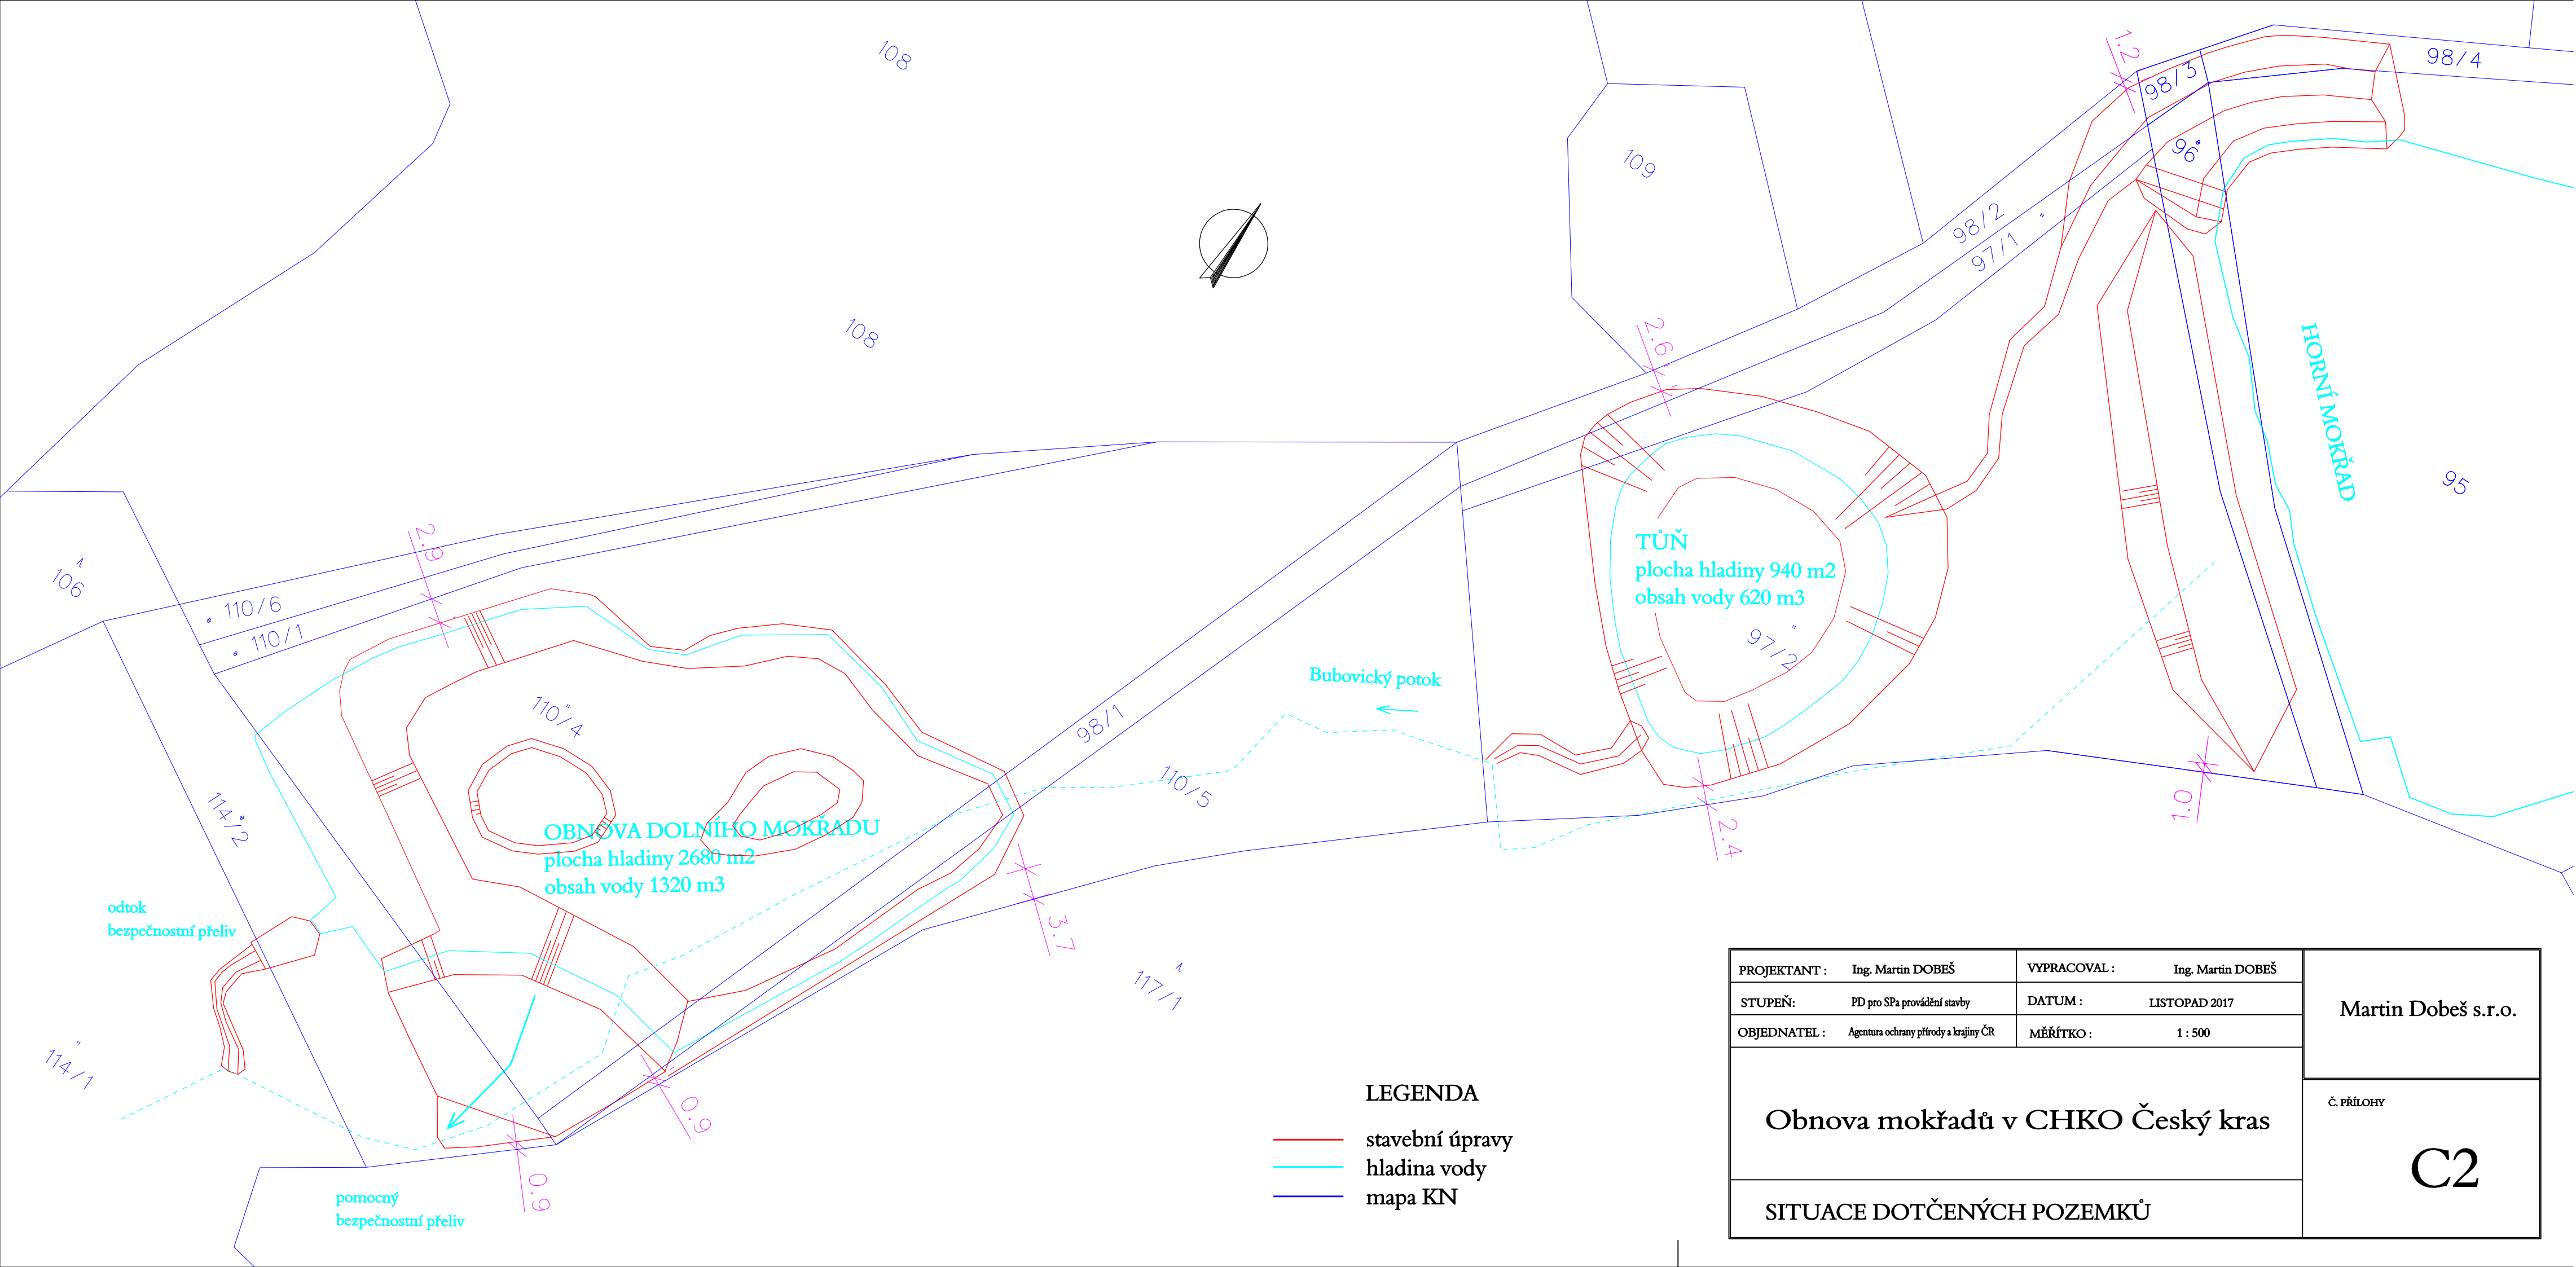 108
1.2
98/3
98/4
96
109
98/2
97/1
108
2.6
HORNÍ MOKŘAD
95
2.9
TŮŇ
plocha hladiny 940 m2
obsah vody 620 m3
106
110/6
110/1
97/2
Bubovický potok
110/4
98/1
110/5
114/2
1.0
OBNOVA DOLNÍHO MOKŘADU
plocha hladiny 2680 m2
obsah vody 1320 m3
2.4
odtok
bezpečnostní přeliv
3.7
117/1
114/1
0.9
0.9
pomocný
bezpečnostní přeliv
LEGENDA
stavební úpravy
hladina vody
mapa KN
PROJEKTANT : Ing. Martin DOBEŠ VYPRACOVAL : Ing. Martin DOBEŠ
STUPEŇ: PD pro SPa provádění stavby DATUM : LISTOPAD 2017
OBJEDNATEL : Agentura ochrany přírody a krajiny ČR MĚŘÍTKO : 1 : 500
Martin Dobeš s.r.o.
Obnova mokřadů v CHKO Český kras
Č. PŘÍLOHY
C2
SITUACE DOTČENÝCH POZEMKŮ